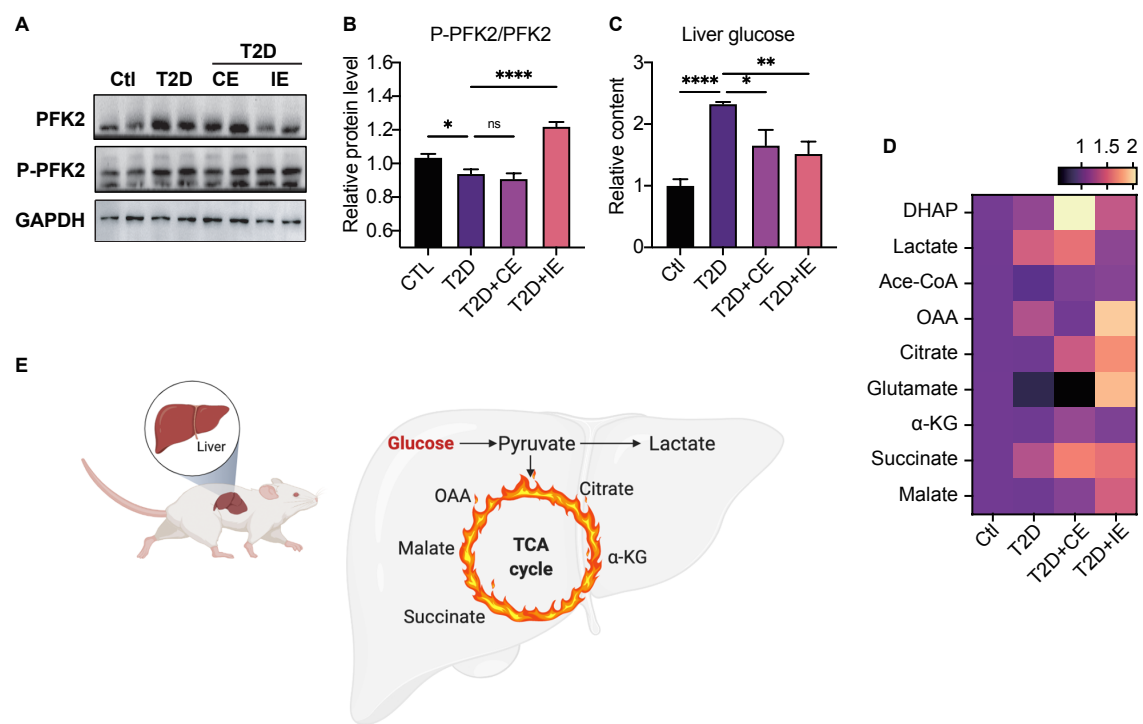 A
T2D
Ctl T2D CE IE
PFK2
P-PFK2
GAPDH
B
P-PFK2/PFK2
Relative protein level
1.6
1.4
1.2
1.0
0.8
0.6
****
*
ns
CTL
T2D
T2D+CE
T2D+IE
C
Liver glucose
Relative content
3
2
1
0
**
**** *
Ctl
T2D
T2D+CE
T2D+IE
D
1 1.5 2
DHAP
Lactate
Ace-CoA
OAA
Citrate
Glutamate
α-KG
Succinate
Malate
Ctl
T2D
T2D+CE
T2D+IE
E
Liver
Glucose Pyruvate Lactate
OAA Citrate
Malate TCA cycle α-KG
Succinate